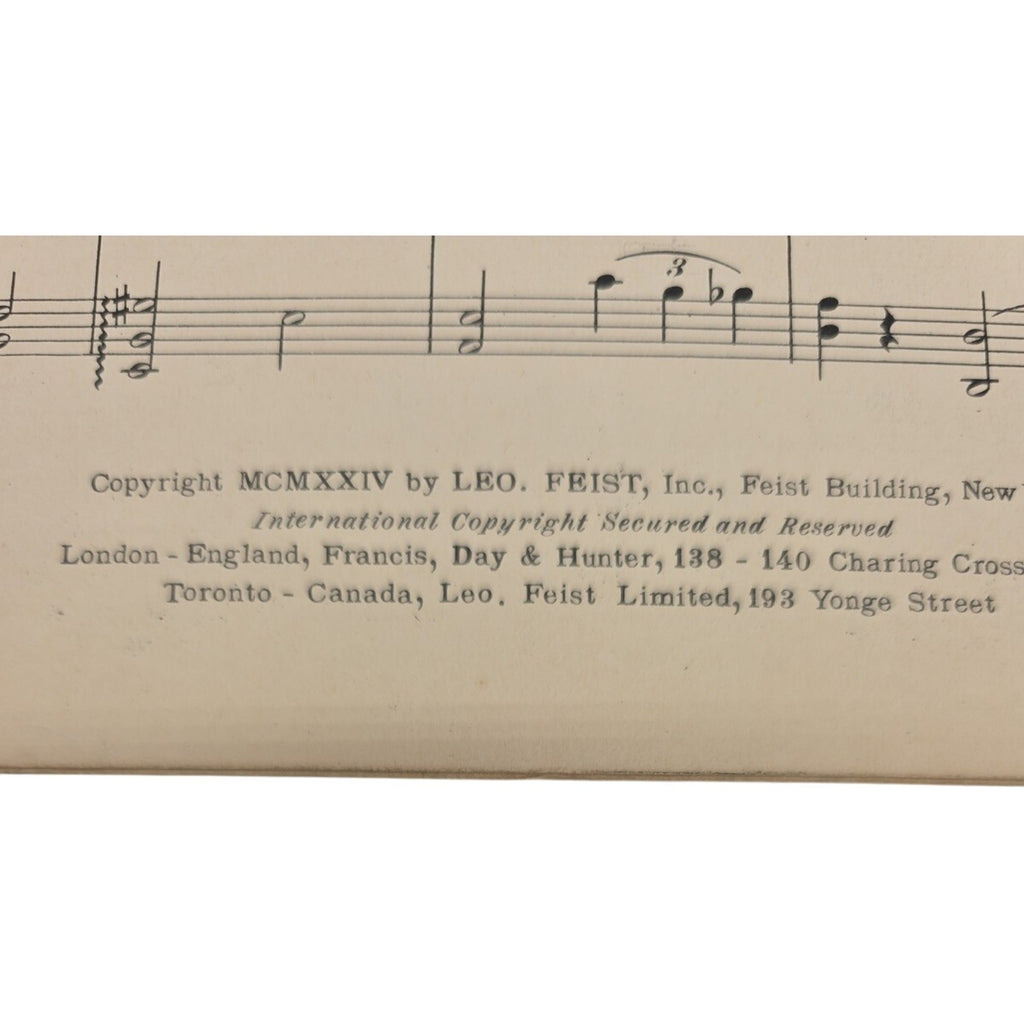 3
Copyright MCMXXIV by LEO. FEIST, Inc., Feist Building, New
International Copyright Secured and Reserved
London - England, Francis, Day & Hunter, 138 - 140 Charing Cross
Toronto - Canada, Leo. Feist Limited, 193 Yonge Street